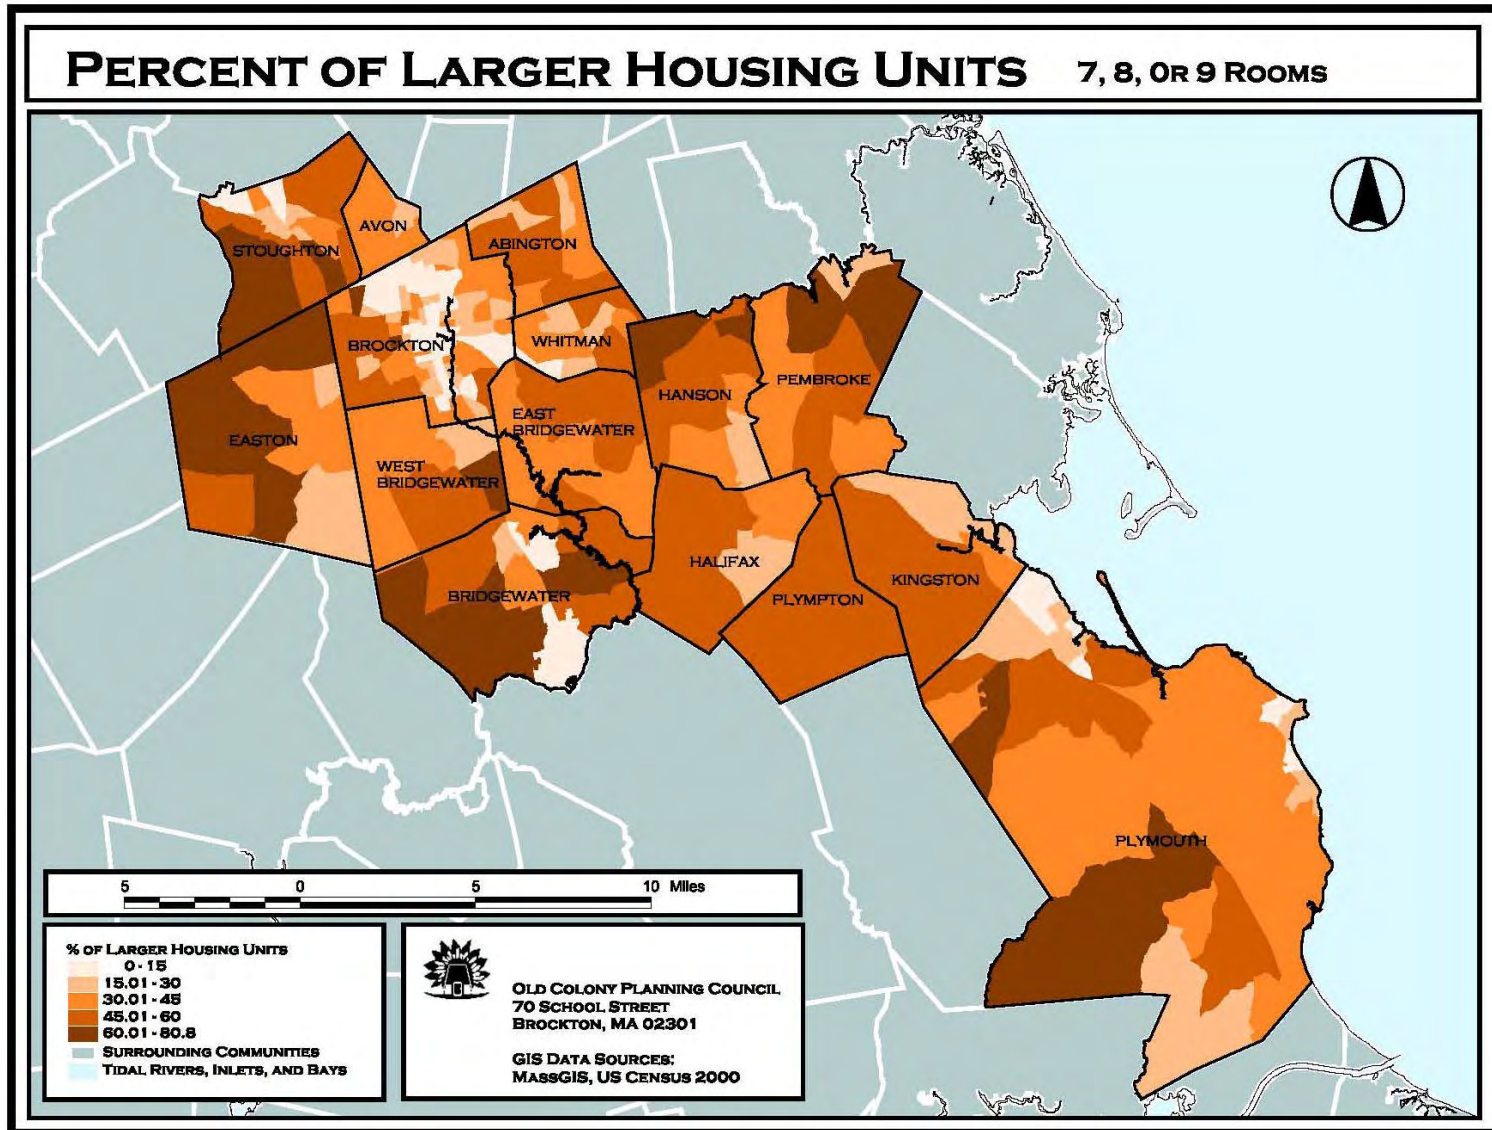 PERCENT OF LARGER HOUSING UNITS 7, 8, OR 9 ROOMS
AVON
STOUGHTON
ABINGTON
BROCKTON
WHITMAN
HANSON
PEMBROKE
EASTON
EAST
BRIDGEWATER
WEST
BRIDGEWATER
HALIFAX
KINGSTON
BRIDGEWATER
PLYMPTON
PLYMOUTH
5 0 5 10 Miles
% OF LARGER HOUSING UNITS
0 - 15
15.01 - 30
30.01 - 45
45.01 - 60
60.01 - 80.8
SURROUNDING COMMUNITIES
TIDAL RIVERS, INLETS, AND BAYS
OLD COLONY PLANNING COUNCIL
70 SCHOOL STREET
BROCKTON, MA 02301
GIS DATA SOURCES:
MASSGIS, US CENSUS 2000